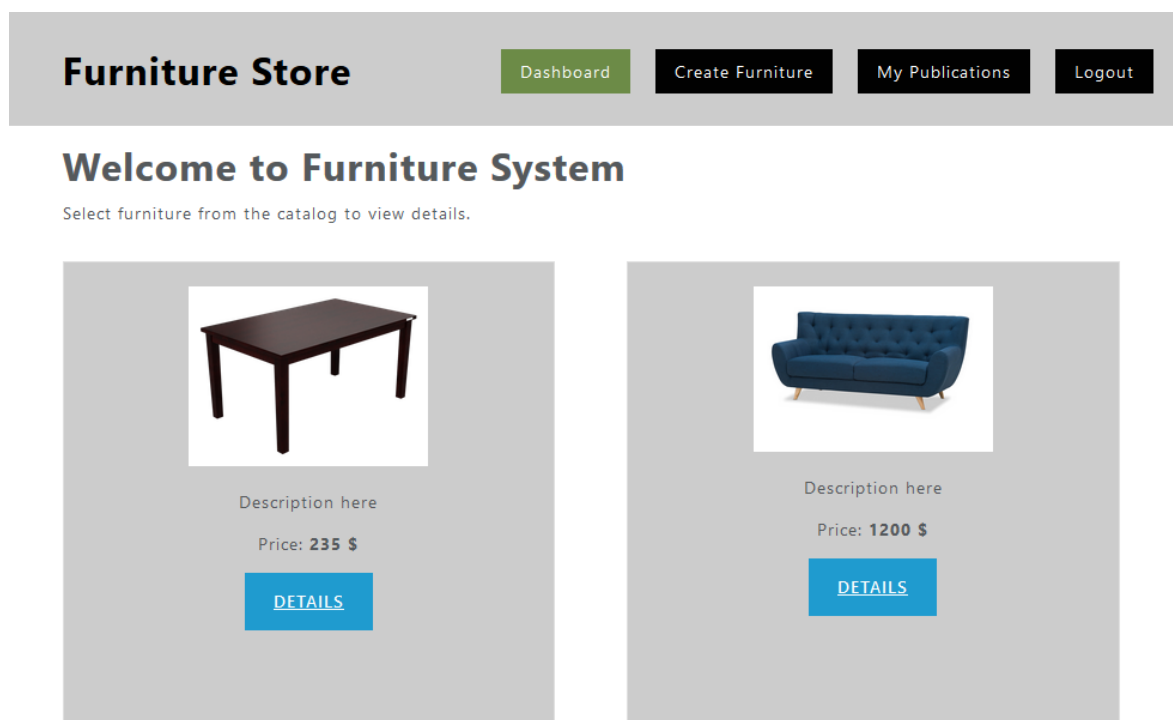 Furniture Store
Dashboard
Create Furniture
My Publications
Logout
Welcome to Furniture System
Select furniture from the catalog to view details.
Description here
Price: 235 $
DETAILS
Description here
Price: 1200 $
DETAILS